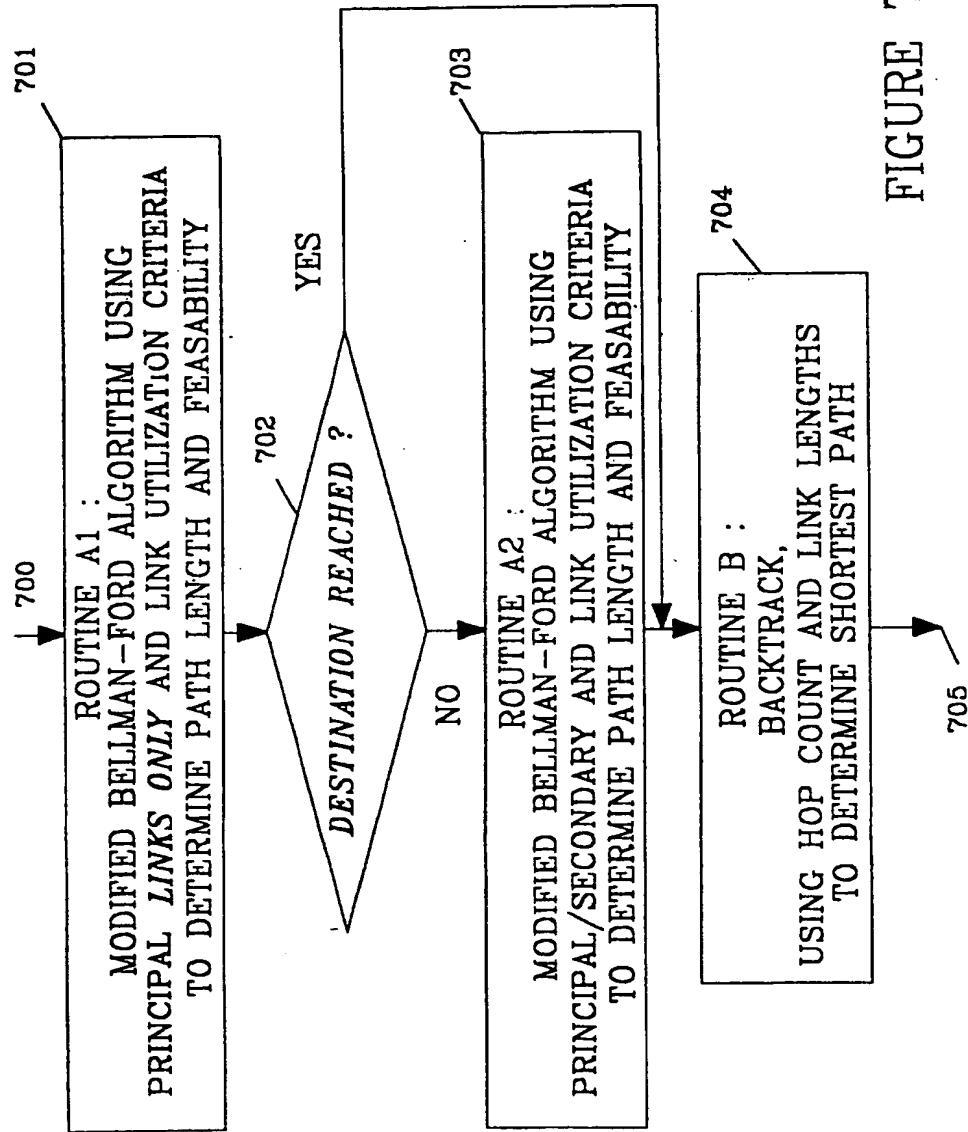 700
701
ROUTINE A1 :
MODIFIED BELLMAN-FORD ALGORITHM USING
PRINCIPAL LINKS ONLY AND LINK UTILIZATION CRITERIA
TO DETERMINE PATH LENGTH AND FEASABILITY
702
DESTINATION REACHED ?
YES
NO
703
ROUTINE A2 :
MODIFIED BELLMAN-FORD ALGORITHM USING
PRINCIPAL/SECONDARY AND LINK UTILIZATION CRITERIA
TO DETERMINE PATH LENGTH AND FEASABILITY
704
ROUTINE B :
BACKTRACK,
USING HOP COUNT AND LINK LENGTHS
TO DETERMINE SHORTEST PATH
705
FIGURE